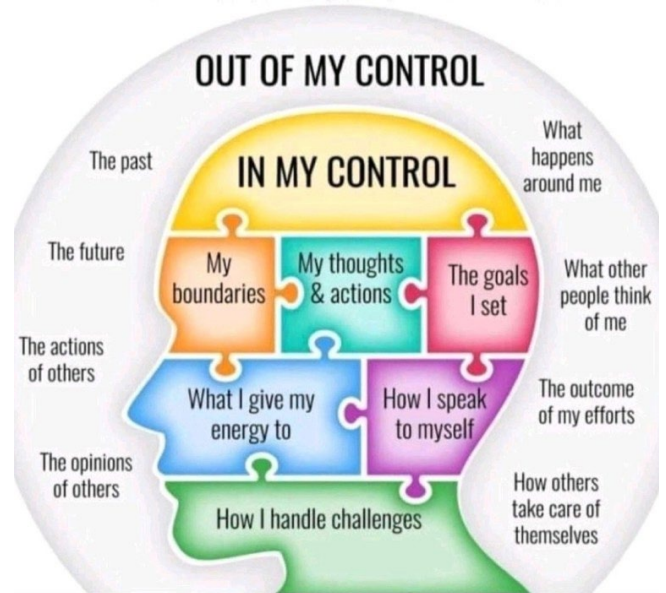 OUT OF MY CONTROL
IN MY CONTROL
The past
The future
The actions
of others
The opinions
of others
What
happens
around me
What other
people think
of me
The outcome
of my efforts
How others
take care of
themselves
My
boundaries
My thoughts
& actions
The goals
I set
What I give my
energy to
How I speak
to myself
How I handle challenges